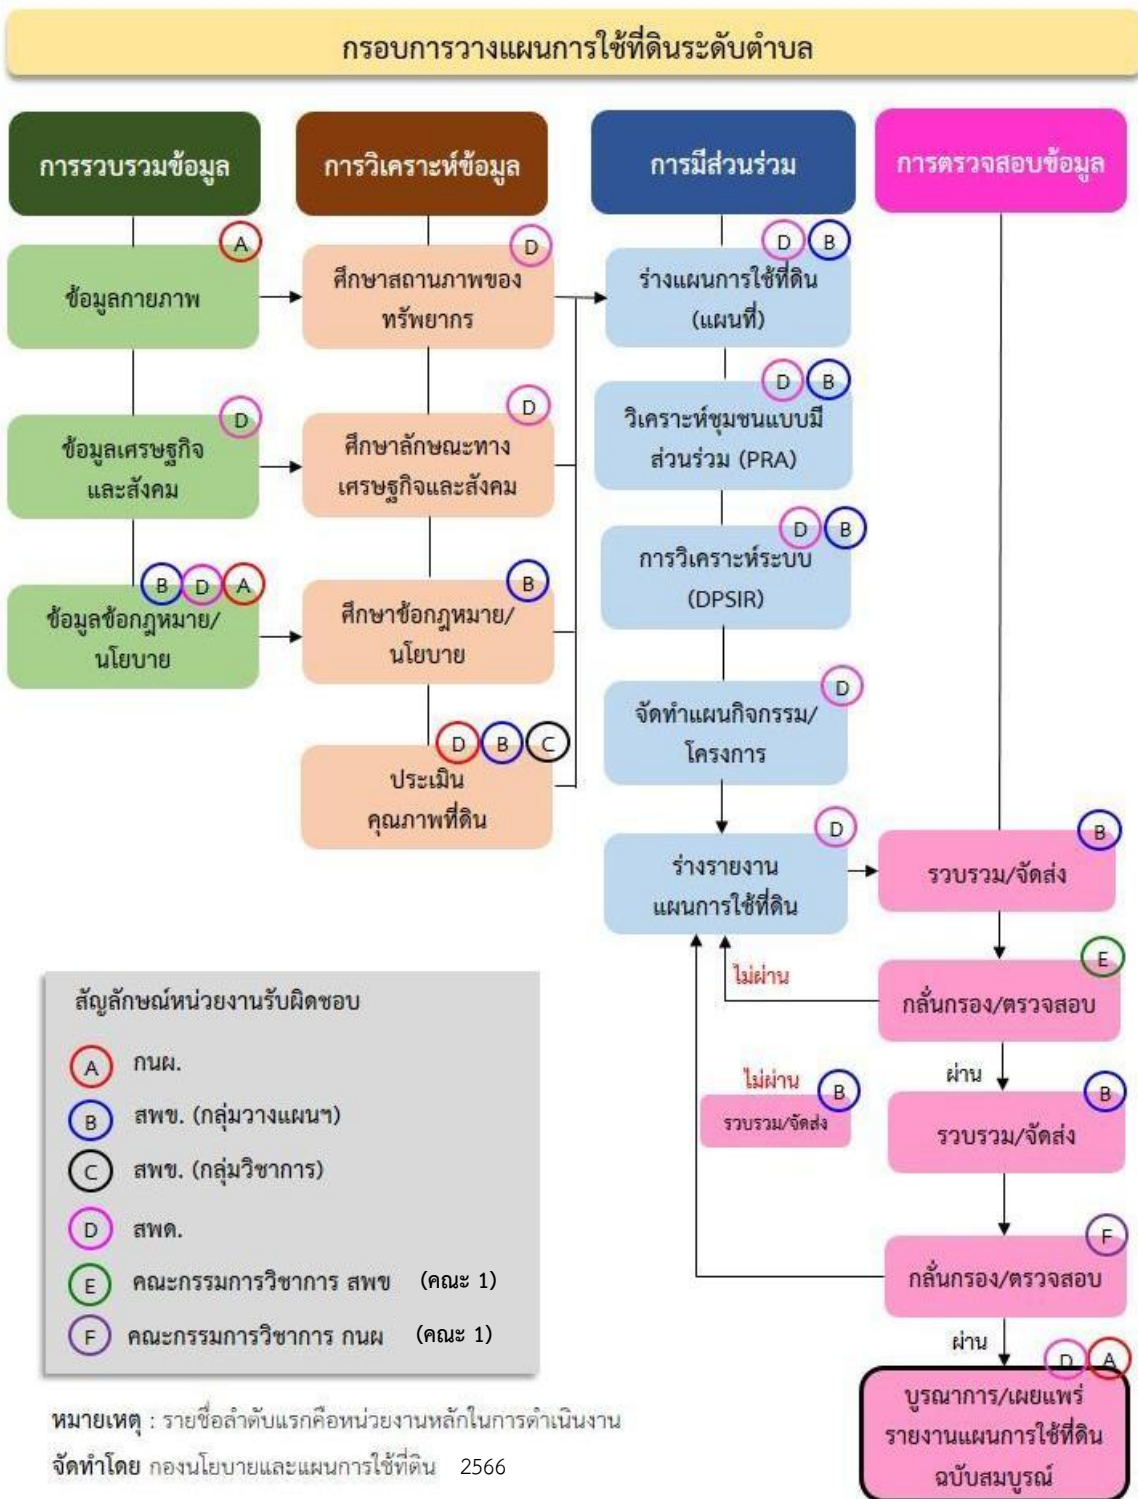 กรอบการวางแผนการใช้ที่ดินระดับตำบล
การรวบรวมข้อมูล
A
ข้อมูลกายภาพ
D
ข้อมูลเศรษฐกิจ
และสังคม
B D A
ข้อมูลข้อกฎหมาย/
นโยบาย
การวิเคราะห์ข้อมูล
D
ศึกษาสถานภาพของ
ทรัพยากร
D
ศึกษาลักษณะทาง
เศรษฐกิจและสังคม
B
ศึกษาข้อกฎหมาย/
นโยบาย
D B C
ประเมิน
คุณภาพที่ดิน
การมีส่วนร่วม
D B
ร่างแผนการใช้ที่ดิน
(แผนที่)
D B
วิเคราะห์ชุมชนแบบมี
ส่วนร่วม (PRA)
D B
การวิเคราะห์ระบบ
(DPSIR)
D
จัดทำแผนกิจกรรม/
โครงการ
D
ร่างรายงาน
แผนการใช้ที่ดิน
การตรวจสอบข้อมูล
B
รวบรวม/จัดส่ง
E
กลั่นกรอง/ตรวจสอบ
ไม่ผ่าน
ผ่าน
B
รวบรวม/จัดส่ง
ไม่ผ่าน
B
รวบรวม/จัดส่ง
F
กลั่นกรอง/ตรวจสอบ
ผ่าน
D A
บูรณาการ/เผยแพร่
รายงานแผนการใช้ที่ดิน
ฉบับสมบูรณ์
สัญลักษณ์หน่วยงานรับผิดชอบ
A กนผ.
B สพข. (กลุ่มวางแผนฯ)
C สพข. (กลุ่มวิชาการ)
D สพด.
E คณะกรรมการวิชาการ สพข (คณะ 1)
F คณะกรรมการวิชาการ กนผ (คณะ 1)
หมายเหตุ : รายชื่อลำดับแรกคือหน่วยงานหลักในการดำเนินงาน
จัดทำโดย กองนโยบายและแผนการใช้ที่ดิน 2566